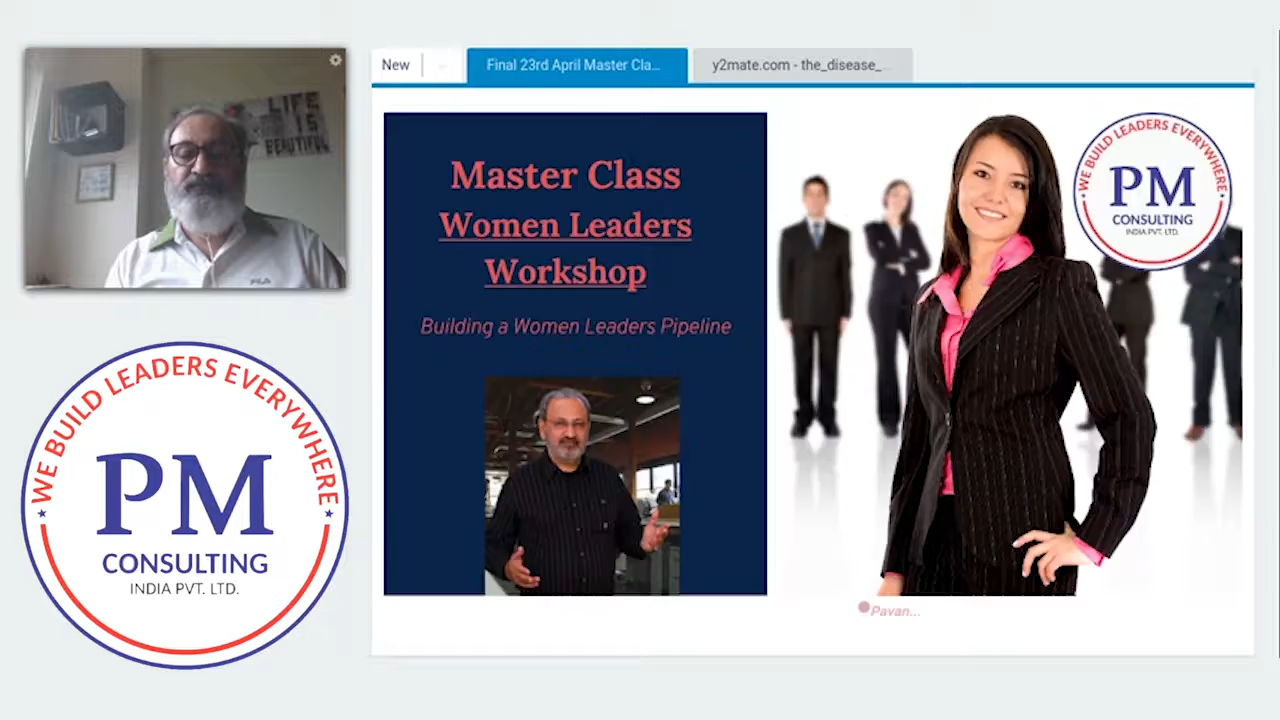 LIFE
IS
BEAUTIFUL
New
Final 23rd April Master Cla...
y2mate.com - the_disease_...
Master Class
Women Leaders
Workshop
Building a Women Leaders Pipeline
WE BUILD LEADERS EVERYWHERE
PM
CONSULTING
INDIA PVT. LTD.
Pavan...
WE BUILD LEADERS EVERYWHERE
PM
CONSULTING
INDIA PVT. LTD.